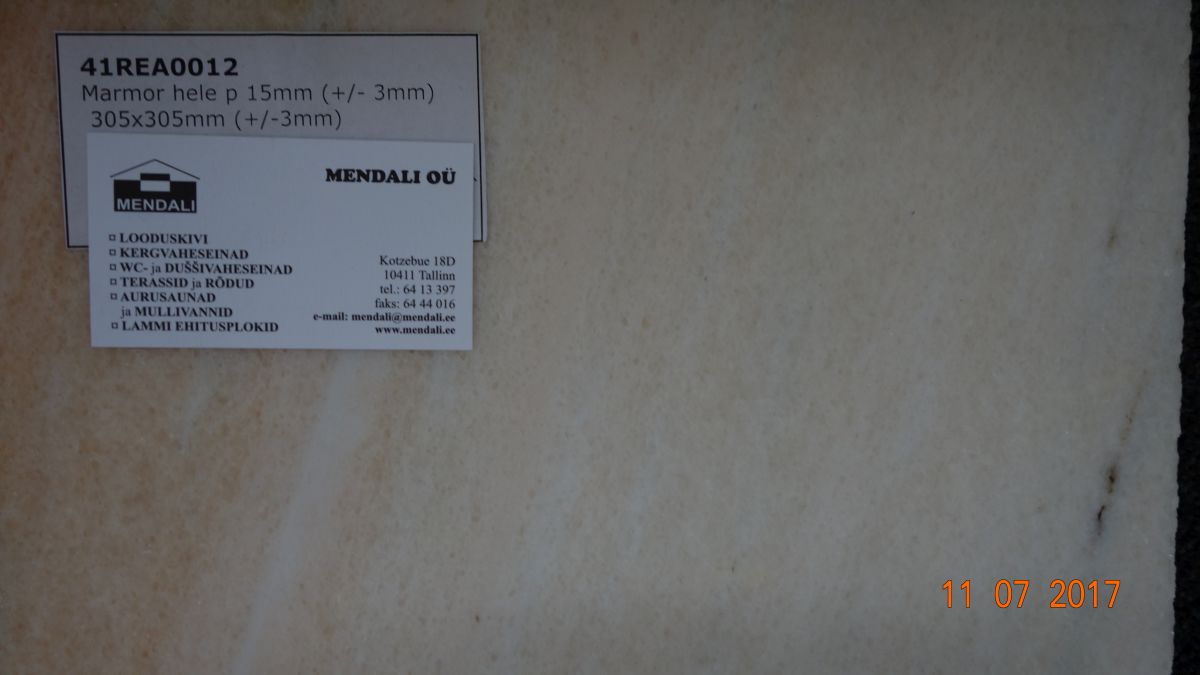 41REA0012
Marmor hele p 15mm (+/- 3mm)
305x305mm (+/-3mm)
MENDALI
MENDALI OÜ
¤ LOODUSKIVI
¤ KERGVAHESEINAD
¤ WC- ja DUŠŠIVAHESEINAD
¤ TERASSID ja RÕDUD
¤ AURUSAUNAD
ja MULLIVANNID
¤ LAMMI EHITUSPLOKID
Kotzebue 18D
10411 Tallinn
tel.: 64 13 397
faks: 64 44 016
e-mail: mendali@mendali.ee
www.mendali.ee
11 07 2017